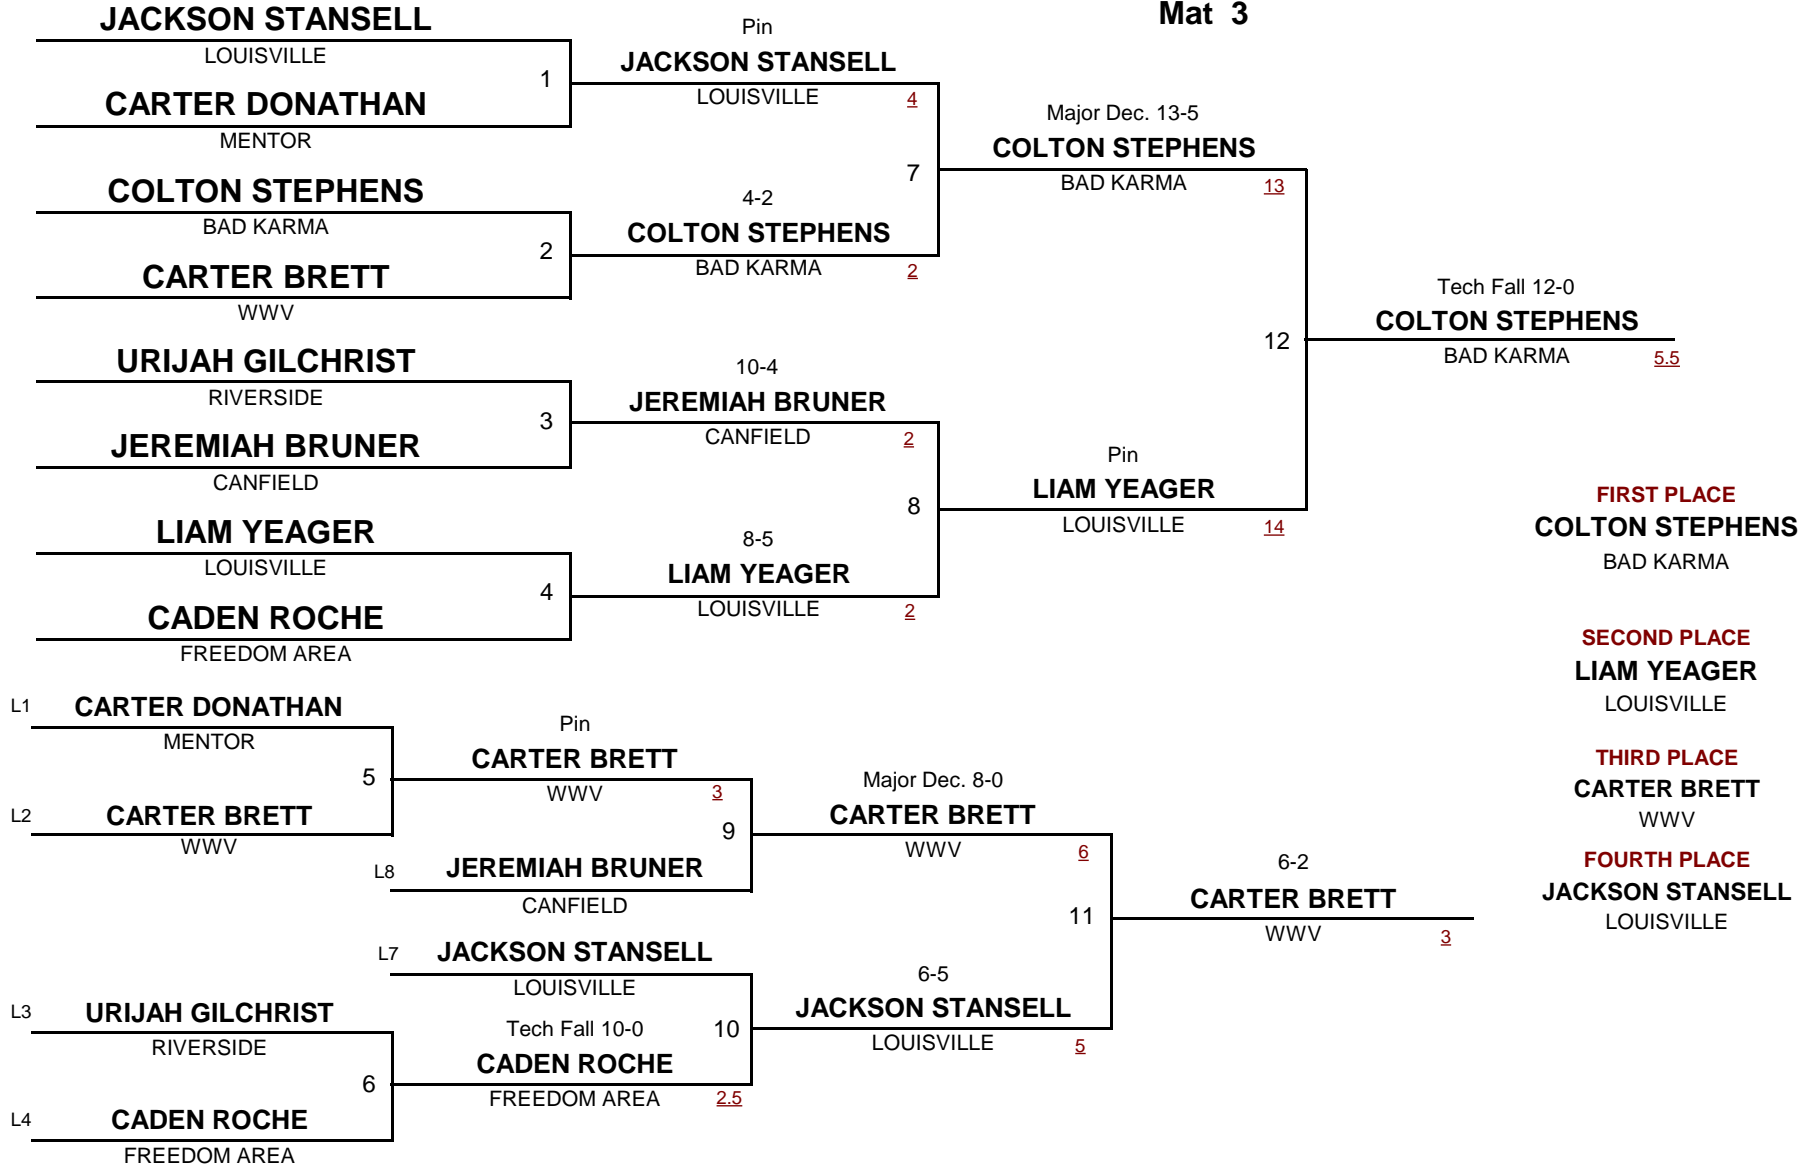 Mat 3
JACKSON STANSELL
LOUISVILLE
1
CARTER DONATHAN
MENTOR
COLTON STEPHENS
BAD KARMA
2
CARTER BRETT
WWV
URIJAH GILCHRIST
RIVERSIDE
3
JEREMIAH BRUNER
CANFIELD
LIAM YEAGER
LOUISVILLE
4
CADEN ROCHE
FREEDOM AREA
Pin
JACKSON STANSELL
LOUISVILLE 4
7
4-2
COLTON STEPHENS
BAD KARMA 2
10-4
JEREMIAH BRUNER
CANFIELD 2
8
8-5
LIAM YEAGER
LOUISVILLE 2
Major Dec. 13-5
COLTON STEPHENS
BAD KARMA 13
12
Pin
LIAM YEAGER
LOUISVILLE 14
Tech Fall 12-0
COLTON STEPHENS
BAD KARMA 5.5
FIRST PLACE
COLTON STEPHENS
BAD KARMA
SECOND PLACE
LIAM YEAGER
LOUISVILLE
THIRD PLACE
CARTER BRETT
WWV
FOURTH PLACE
JACKSON STANSELL
LOUISVILLE
L1 CARTER DONATHAN
MENTOR
5
L2 CARTER BRETT
WWV
L3 URIJAH GILCHRIST
RIVERSIDE
6
L4 CADEN ROCHE
FREEDOM AREA
Pin
CARTER BRETT
WWV 3
9
L8 JEREMIAH BRUNER
CANFIELD
L7 JACKSON STANSELL
LOUISVILLE
Tech Fall 10-0 10
CADEN ROCHE
FREEDOM AREA 2.5
Major Dec. 8-0
CARTER BRETT
WWV 6
11
6-5
JACKSON STANSELL
LOUISVILLE 5
6-2
CARTER BRETT
WWV 3